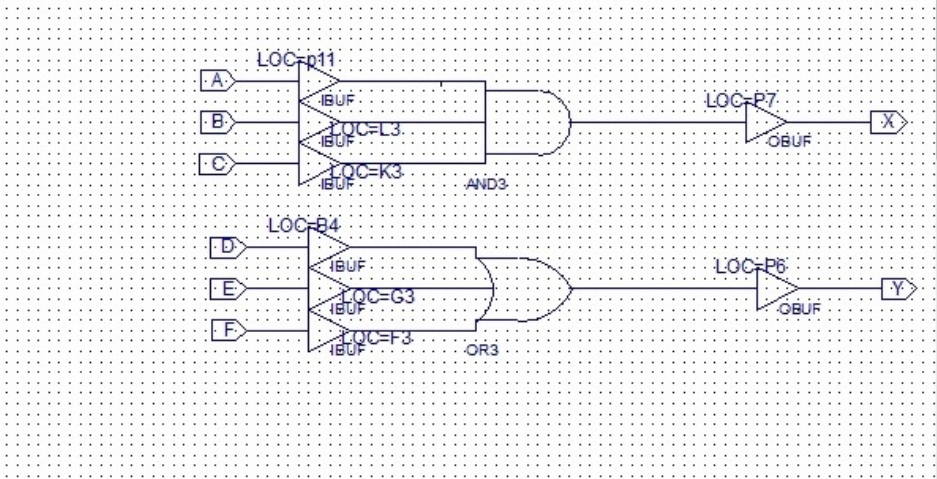 LOC=p11
A
IBUF
LOC=P7
B
LOC=L3
X
IBUF
OBUF
C
LOC=K3
IBUF
AND3
LOC=B4
D
IBUF
LOC=P6
E
LOC=G3
Y
IBUF
OBUF
F
LOC=F3
IBUF
OR3